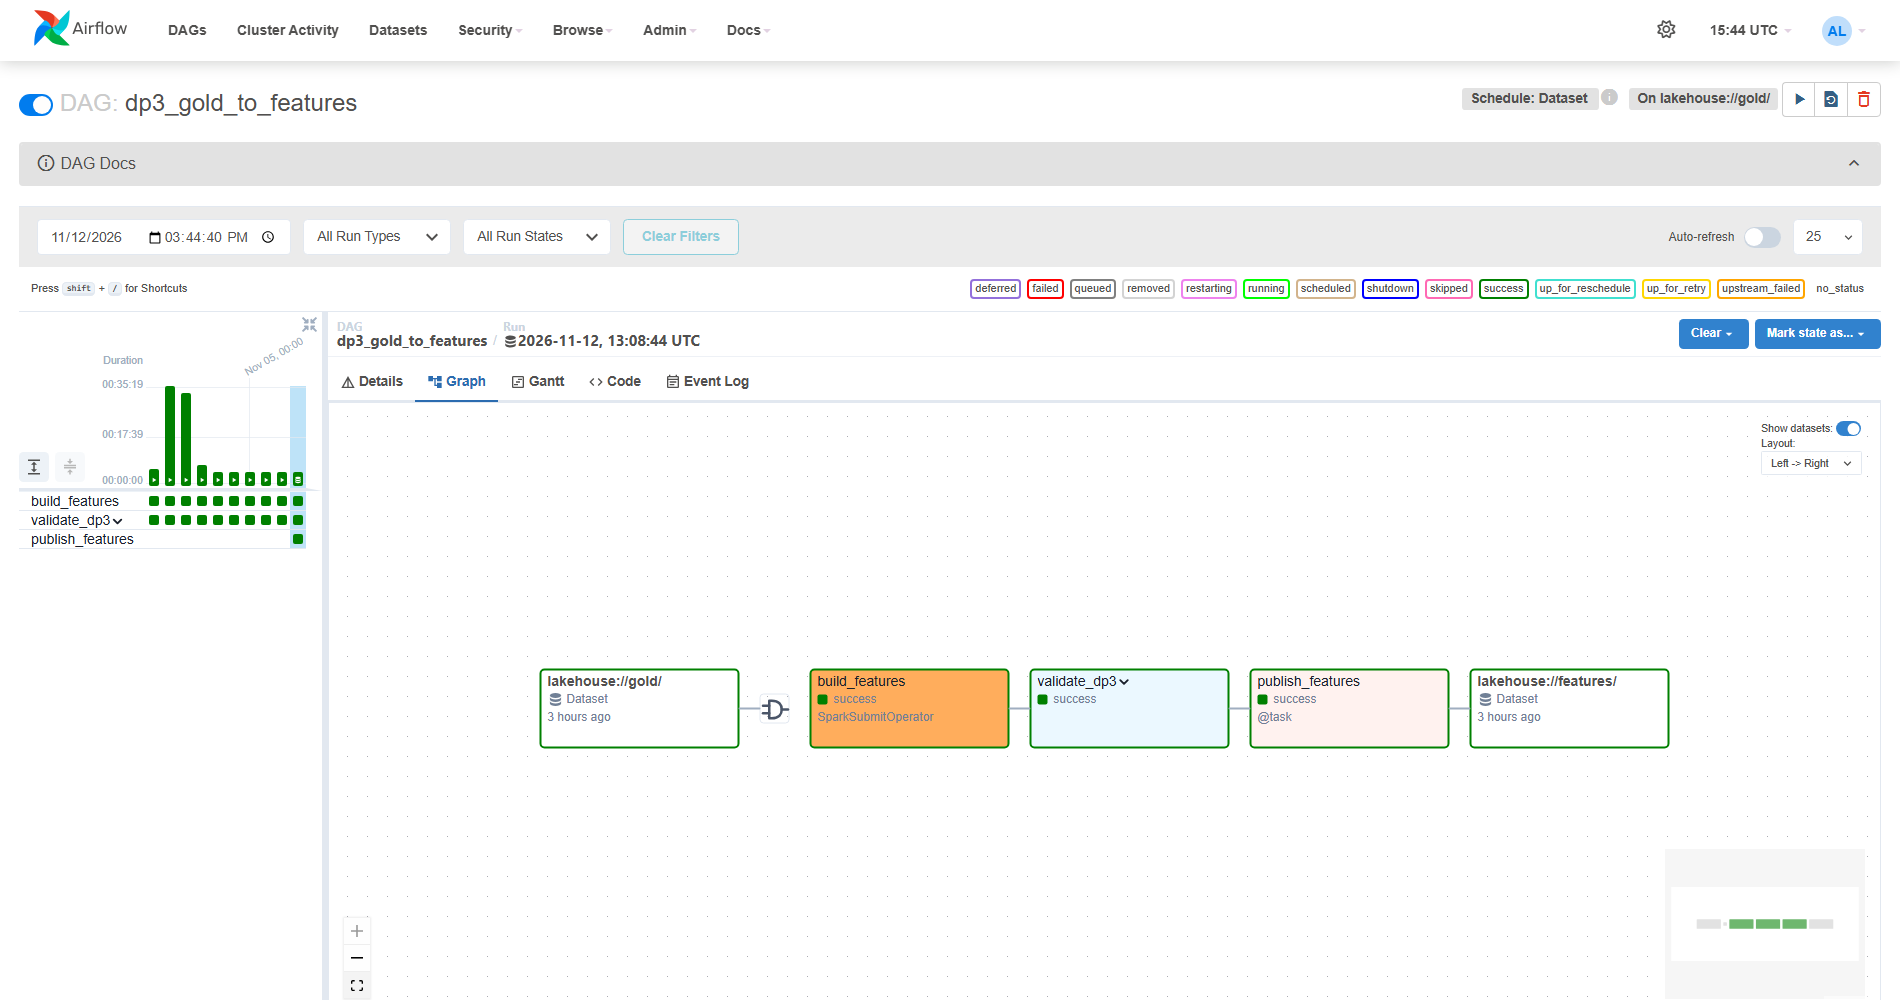 Airflow
DAGs
Cluster Activity
Datasets
Security
Browse
Admin
Docs
15:44 UTC
AL
DAG: dp3_gold_to_features
Schedule: Dataset
On lakehouse://gold/
DAG Docs
11/12/2026
03:44:40 PM
All Run Types
All Run States
Clear Filters
Auto-refresh
25
Press shift + / for Shortcuts
deferred
failed
queued
removed
restarting
running
scheduled
shutdown
skipped
success
up_for_reschedule
up_for_retry
upstream_failed
no_status
Duration
Nov 05, 00:00
00:35:19
00:17:39
00:00:00
build_features
validate_dp3
publish_features
DAG
dp3_gold_to_features
/
Run
2026-11-12, 13:08:44 UTC
Clear
Mark state as...
Details
Graph
Gantt
Code
Event Log
Show datasets:
Layout:
Left -> Right
lakehouse://gold/
Dataset
3 hours ago
build_features
success
SparkSubmitOperator
validate_dp3
success
publish_features
success
@task
lakehouse://features/
Dataset
3 hours ago